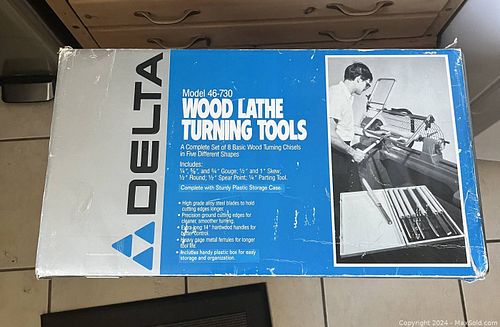 DELTA
Model 46-730
WOOD LATHE
TURNING TOOLS
A Complete Set of 8 Basic Wood Turning Chisels
in Five Different Shapes
Includes:
¼", ½", and ¾" Gouge; ½" and 1" Skew;
½" Round; ½" Spear Point; ⅛" Parting Tool.
Complete with Sturdy Plastic Storage Case.
• High grade alloy steel blades to hold
cutting edges longer.
• Precision ground cutting edges for
cleaner, smoother turning.
• Extra long 14" hardwood handles for
better control.
• Heavy gage metal ferrules for longer
tool life.
• Includes handy plastic box for easy
storage and organization.
Copyright 2024 - MaxSold.com